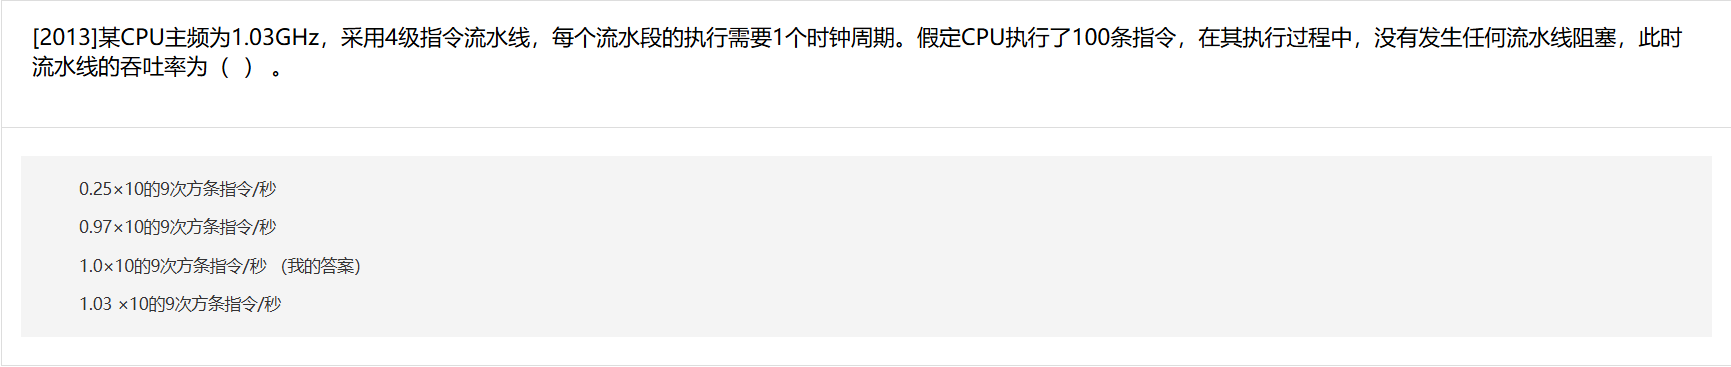 [2013]某CPU主频为1.03GHz，采用4级指令流水线，每个流水段的执行需要1个时钟周期。假定CPU执行了100条指令，在其执行过程中，没有发生任何流水线阻塞，此时
流水线的吞吐率为（  ） 。
0.25×10的9次方条指令/秒
0.97×10的9次方条指令/秒
1.0×10的9次方条指令/秒 （我的答案）
1.03 ×10的9次方条指令/秒